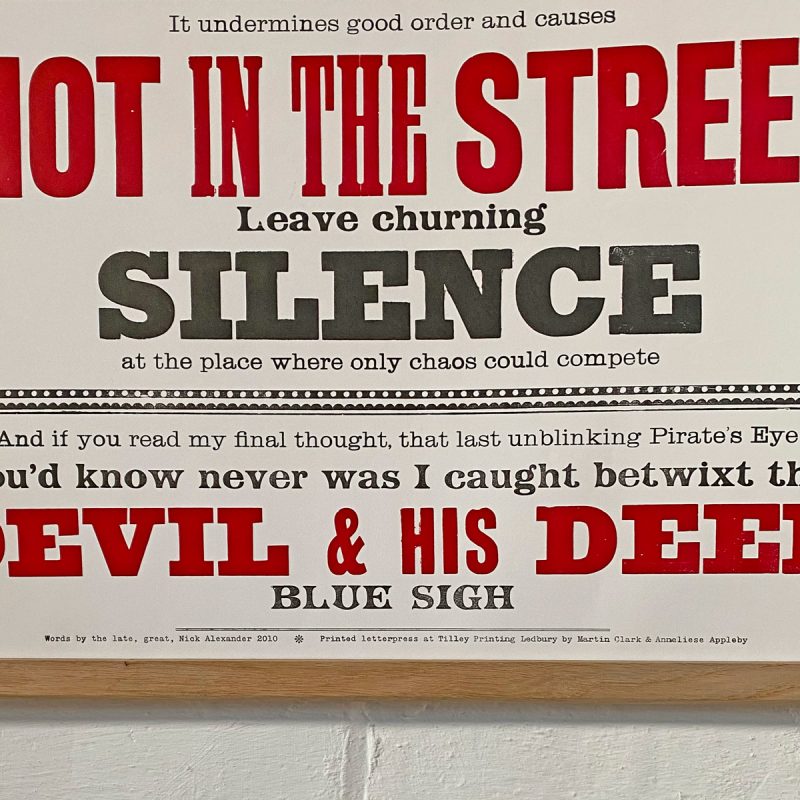 It undermines good order and causes
NOT IN THE STREE
Leave churning
SILENCE
at the place where only chaos could compete
And if you read my final thought, that last unblinking Pirate's Eye
ou'd know never was I caught betwixt th
DEVIL & HIS DEEP
BLUE SIGH
Words by the late, great, Nick Alexander 2010 ❋ Printed letterpress at Tilley Printing Ledbury by Martin Clark & Anneliese Appleby